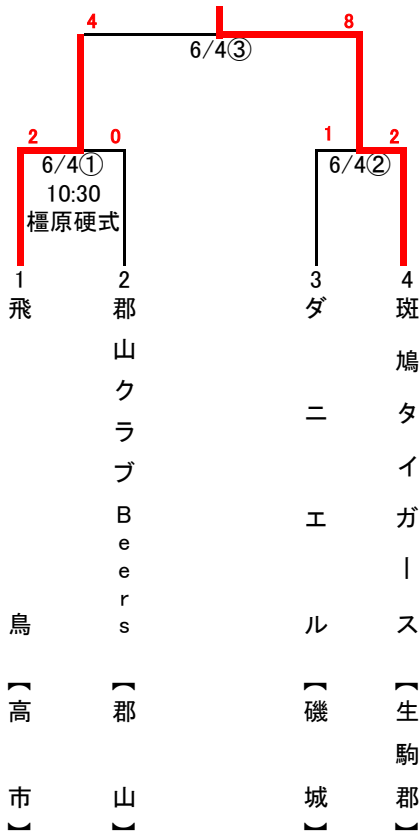 4 8
6/4③
2 0 1 2
6/4① 6/4②
10:30
橿原硬式
1 2 3 4
飛鳥【高市】
郡山クラブBeers【郡山】
ダニエル【磯城】
斑鳩タイガース【生駒郡】